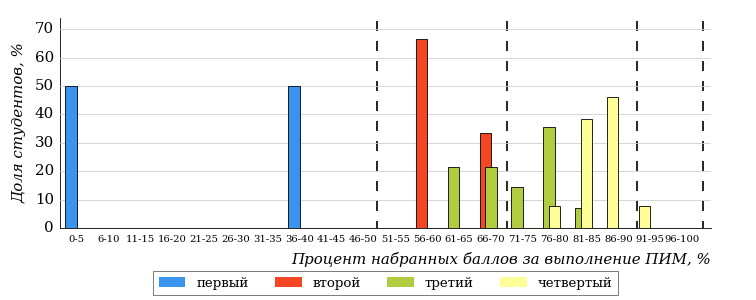 70
60
50
40
30
20
10
0
Доля студентов, %
0-5 6-10 11-15 16-20 21-25 26-30 31-35 36-40 41-45 46-50 51-55 56-60 61-65 66-70 71-75 76-80 81-85 86-90 91-95 96-100
Процент набранных баллов за выполнение ПИМ, %
первый второй третий четвертый